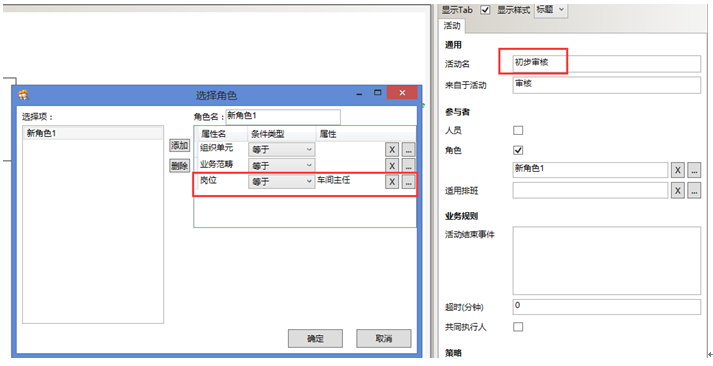 显示Tab 显示样式 标题
活动
通用
活动名 初步审核
来自于活动 审核
参与者
人员
角色
新角色1 X ...
适用排班 X ...
业务规则
活动结束事件
超时(分钟) 0
共同执行人
策略
选择角色
选择项： 角色名： 新角色1
新角色1
添加
删除
属性名 条件类型 属性
组织单元 等于 X ...
业务范畴 等于 X ...
岗位 等于 车间主任 X ...
确定 取消